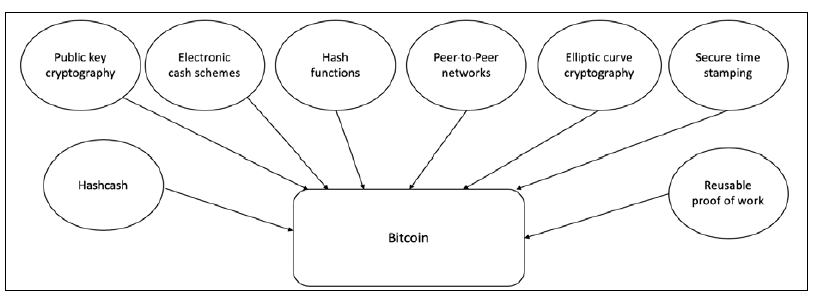 Public key
cryptography
Electronic
cash schemes
Hash
functions
Peer-to-Peer
networks
Elliptic curve
cryptography
Secure time
stamping
Hashcash
Reusable
proof of work
Bitcoin